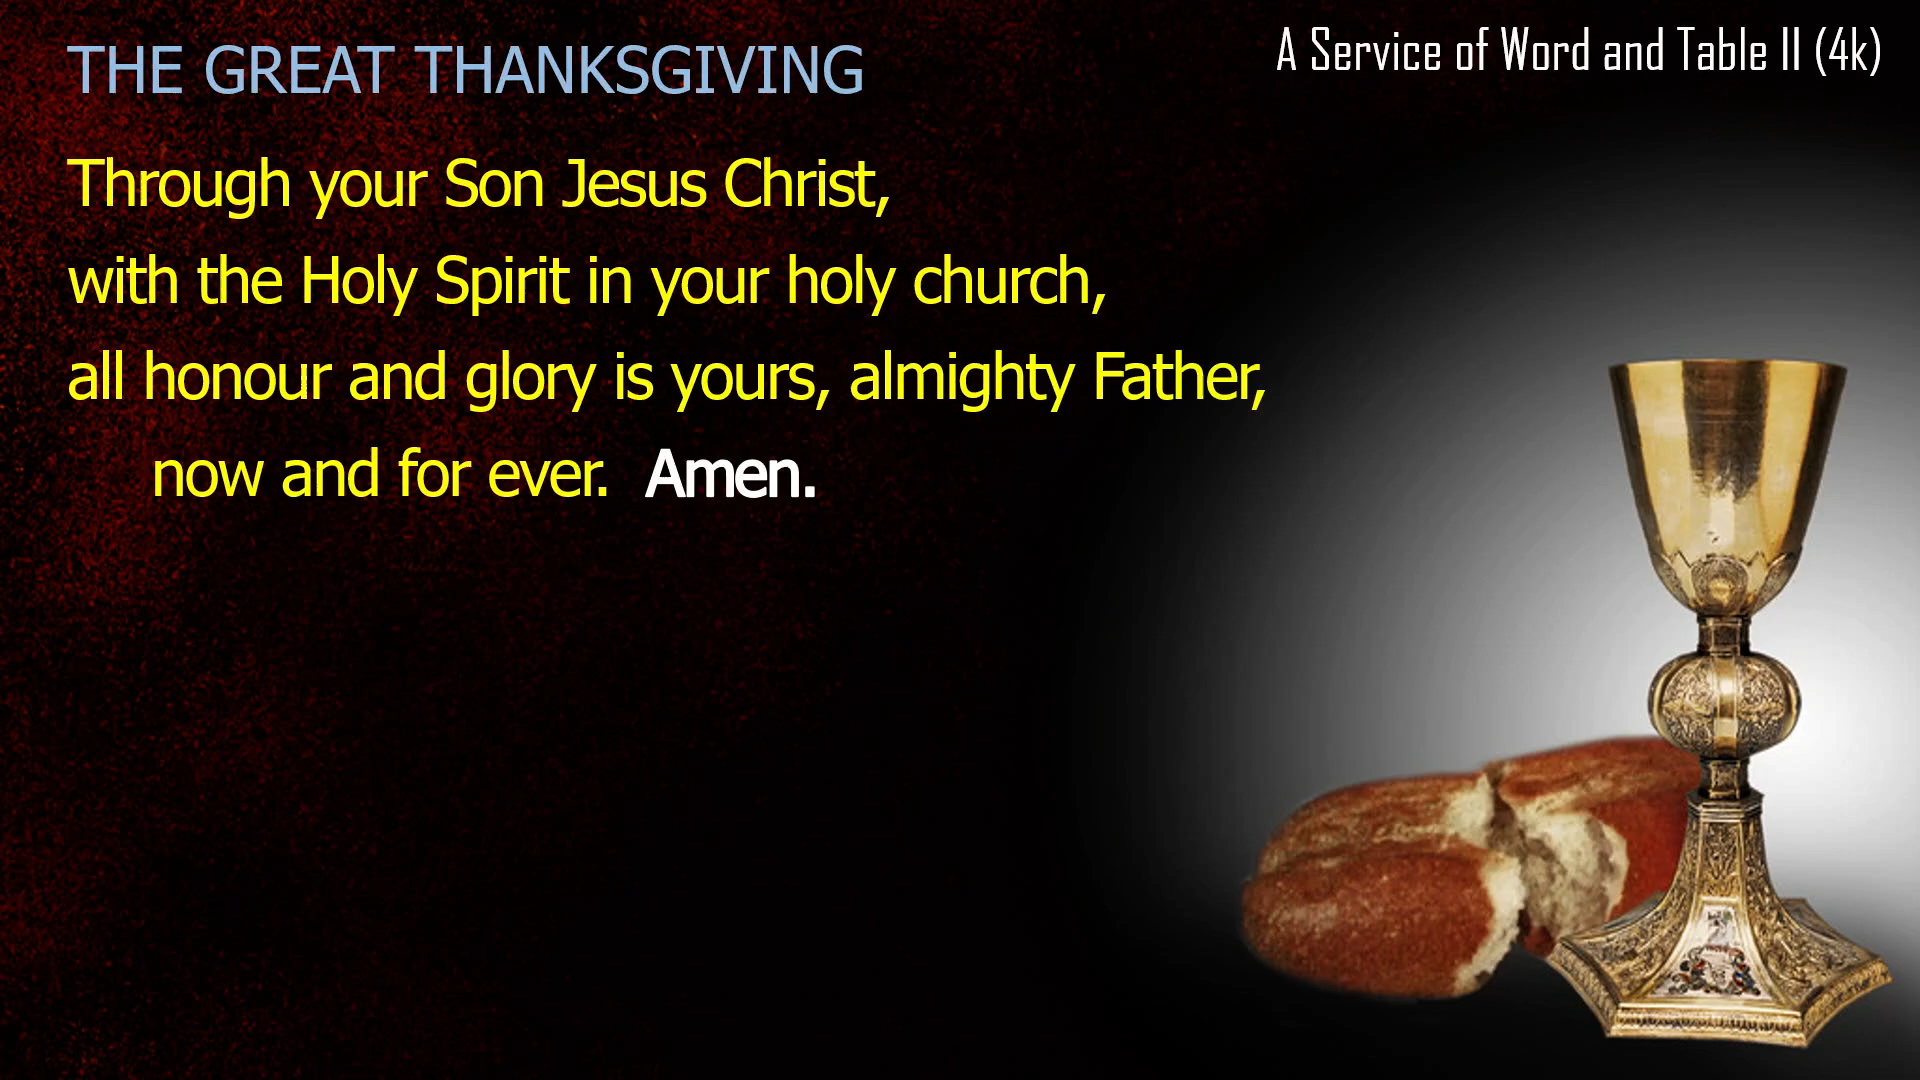 THE GREAT THANKSGIVING
A Service of Word and Table II (4k)
Through your Son Jesus Christ,
with the Holy Spirit in your holy church,
all honour and glory is yours, almighty Father,
now and for ever.  Amen.